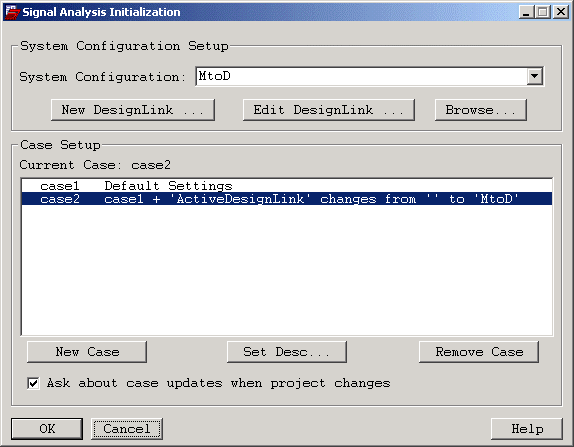 Signal Analysis Initialization
System Configuration Setup
System Configuration: MtoD
New DesignLink ... Edit DesignLink ... Browse...
Case Setup
Current Case: case2
case1 Default Settings
case2 case1 + 'ActiveDesignLink' changes from '' to 'MtoD'
New Case Set Desc... Remove Case
Ask about case updates when project changes
OK Cancel Help